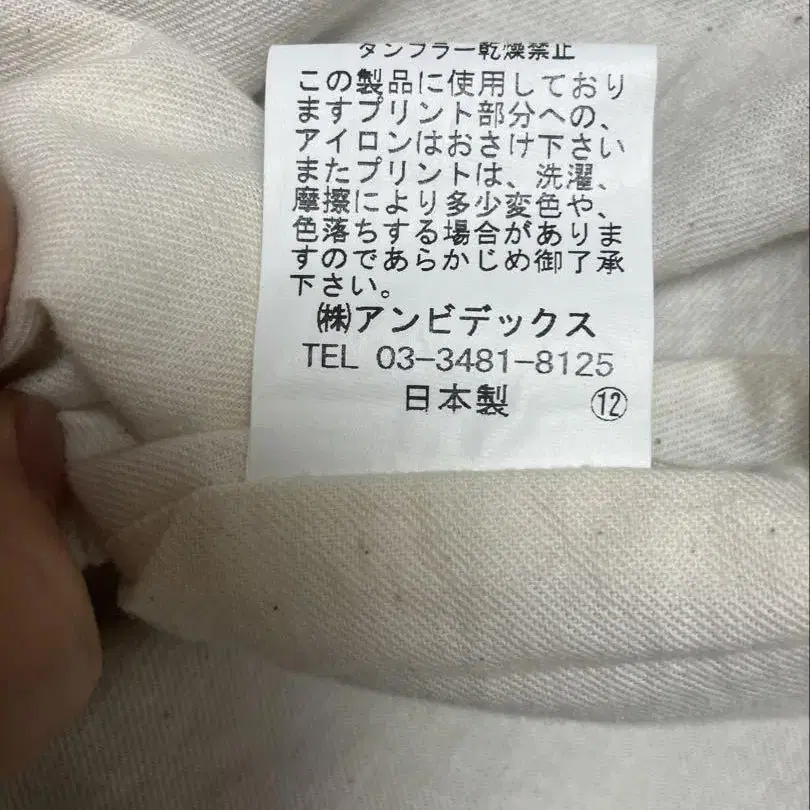 タンブラー乾燥禁止
この製品に使用しており
ますプリント部分への、
アイロンはおさけ下さい
またプリントは、洗濯、
摩擦により多少変色や、
色落ちする場合がありま
すのであらかじめ御了承
下さい。
㈱アンビデックス
TEL 03-3481-8125
日本製 ⑫